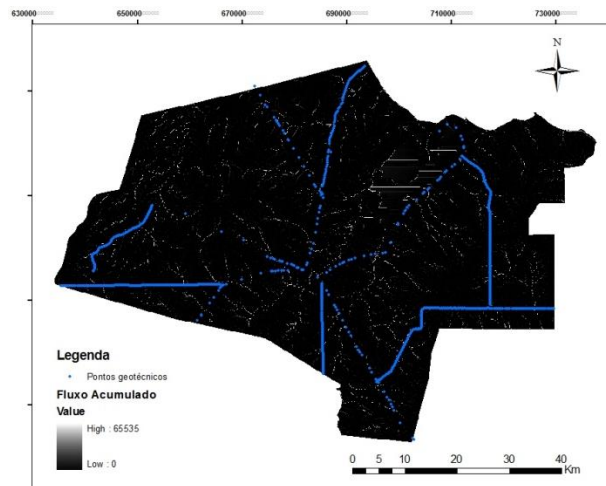 630000 650000 670000 690000 710000 730000
N
Legenda
Pontos geotécnicos
Fluxo Acumulado
Value
High : 65535
Low : 0
0 5 10 20 30 40
Km